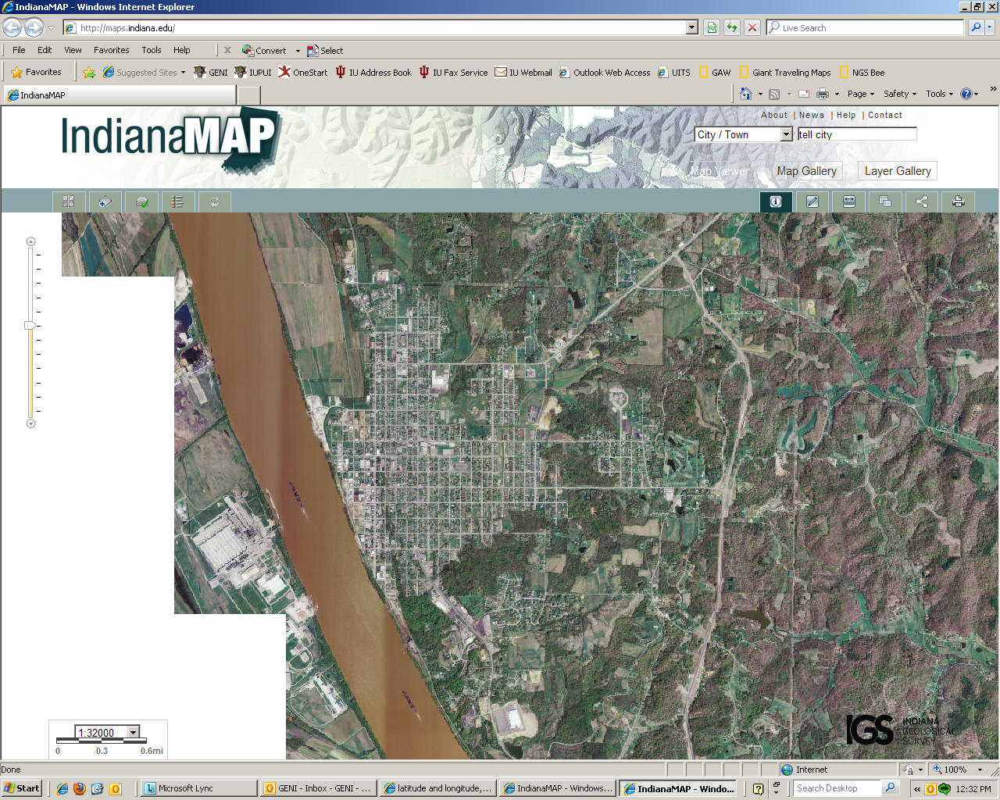 IndianaMAP - Windows Internet Explorer
http://maps.indiana.edu/
Live Search
File Edit View Favorites Tools Help
Convert Select
Favorites Suggested Sites GENI IUPUI OneStart IU Address Book IU Fax Service IU Webmail Outlook Web Access UITS GAW Giant Traveling Maps NGS Bee
IndianaMAP
Page Safety Tools »
IndianaMAP
About | News | Help | Contact
City / Town tell city
Map Viewer Map Gallery Layer Gallery
1:32000
0 0.3 0.6mi
IGS INDIANA
GEOLOGICAL
SURVEY
Done Internet 100%
Start Microsoft Lync GENI - Inbox - GENI - ... latitude and longitude,... IndianaMAP - Windows... IndianaMAP - Windo... Search Desktop « 12:32 PM